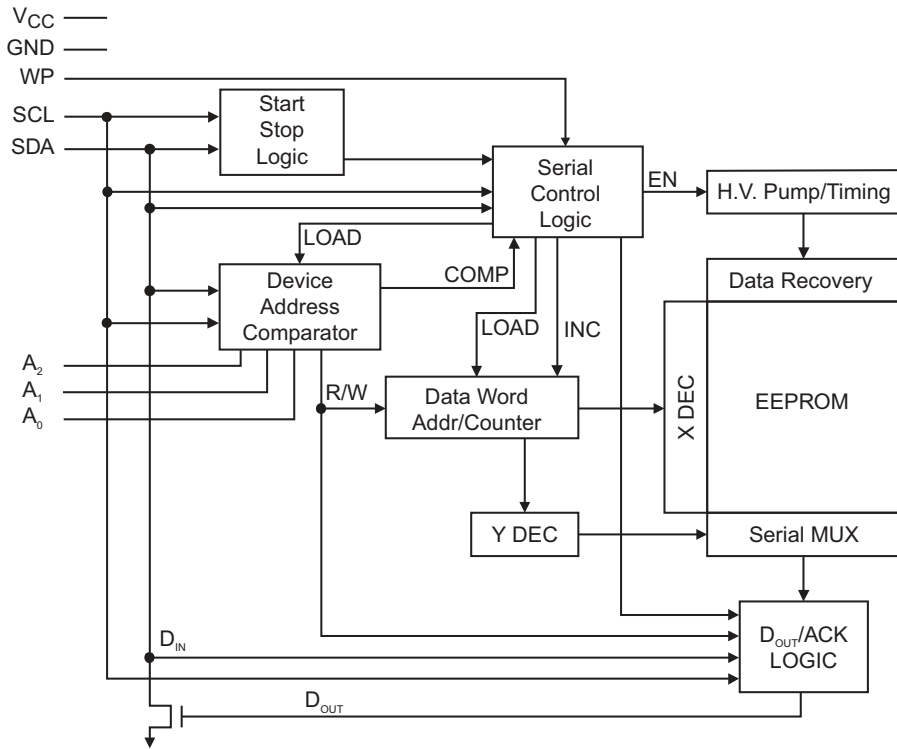 VCC
GND
WP
SCL
SDA
Start
Stop
Logic
Serial
Control
Logic
EN
H.V. Pump/Timing
LOAD
COMP
Data Recovery
Device
Address
Comparator
LOAD
INC
A2
A1
A0
R/W
Data Word
Addr/Counter
X DEC
EEPROM
Y DEC
Serial MUX
DIN
DOUT/ACK
LOGIC
DOUT